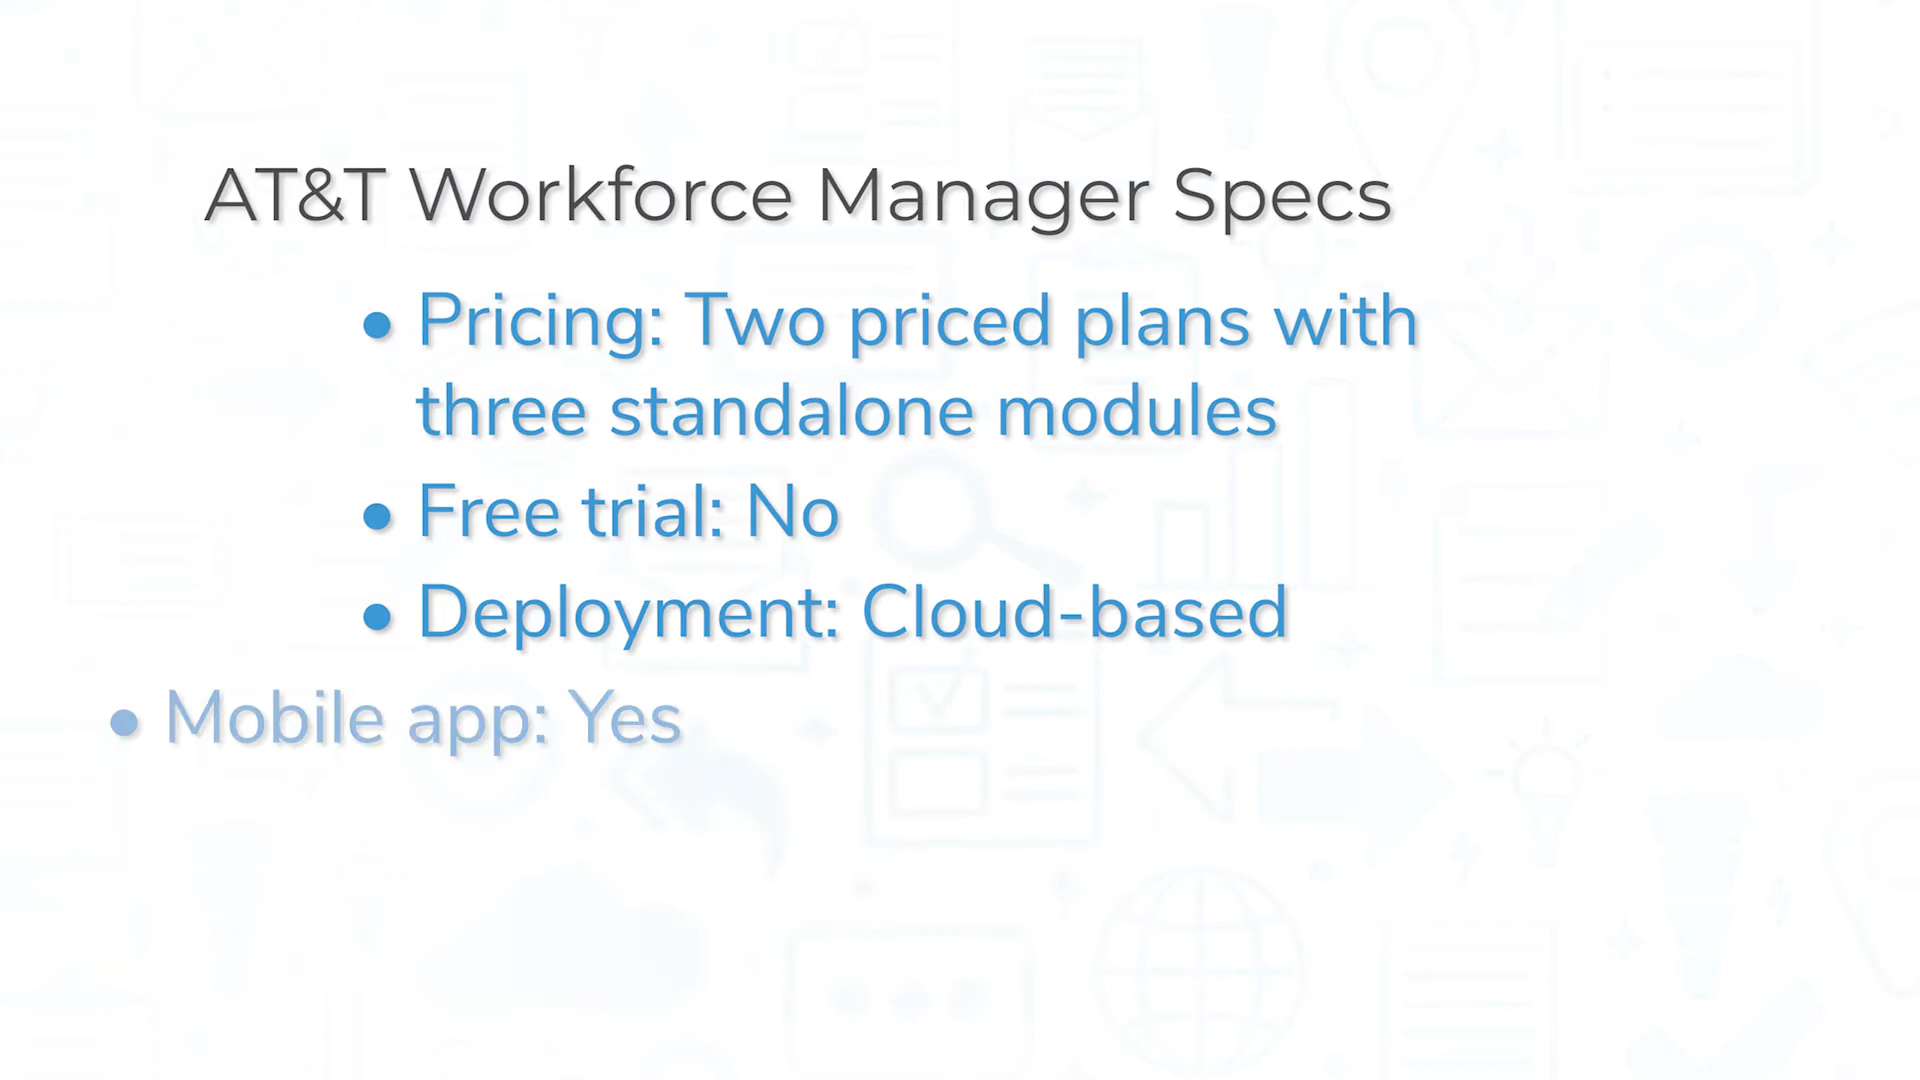 AT&T Workforce Manager Specs
• Pricing: Two priced plans with
three standalone modules
• Free trial: No
• Deployment: Cloud-based
• Mobile app: Yes